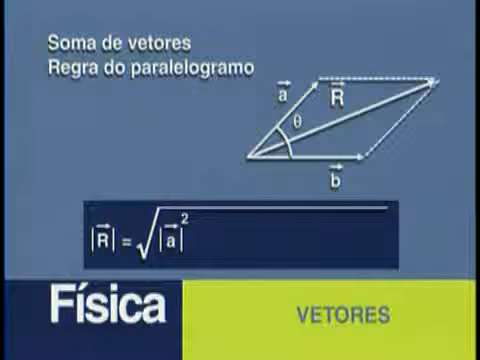 Soma de vetores
Regra do paralelogramo
a⃗ R⃗
θ
b⃗
|R⃗| = √|a⃗|²
Física
VETORES